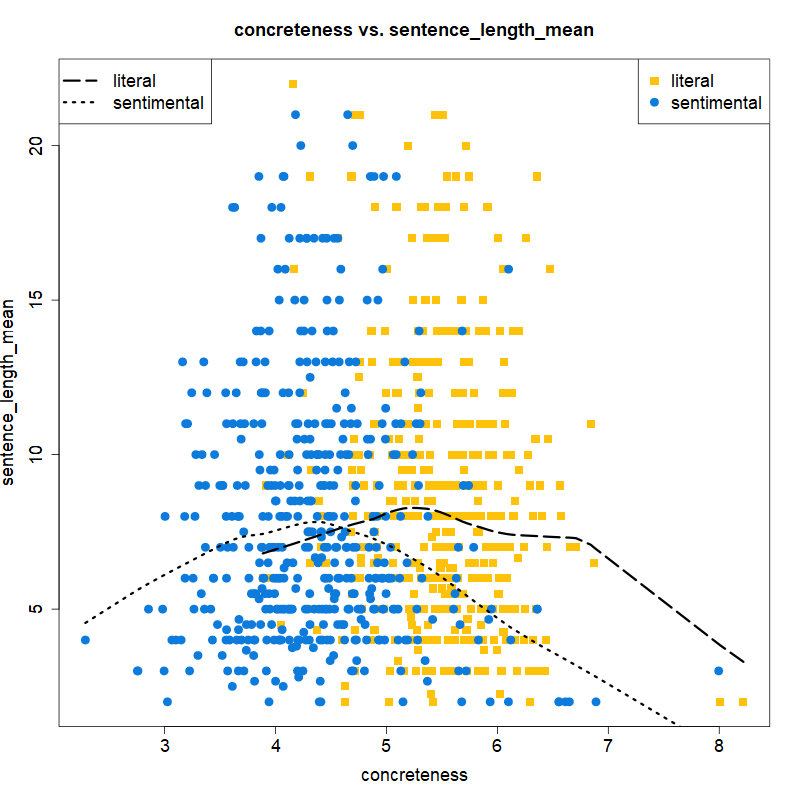 concreteness vs. sentence_length_mean
literal
sentimental
literal
sentimental
sentence_length_mean
20
15
10
5
3 4 5 6 7 8
concreteness